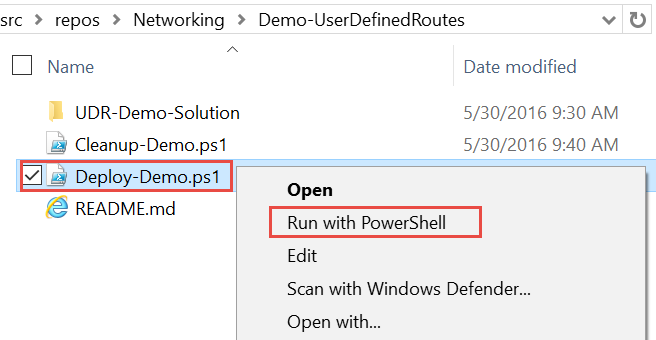 src > repos > Networking > Demo-UserDefinedRoutes
Name Date modified
UDR-Demo-Solution 5/30/2016 9:30 AM
Cleanup-Demo.ps1 5/30/2016 9:40 AM
Deploy-Demo.ps1
Open
README.md
Run with PowerShell
Edit
Scan with Windows Defender...
Open with...